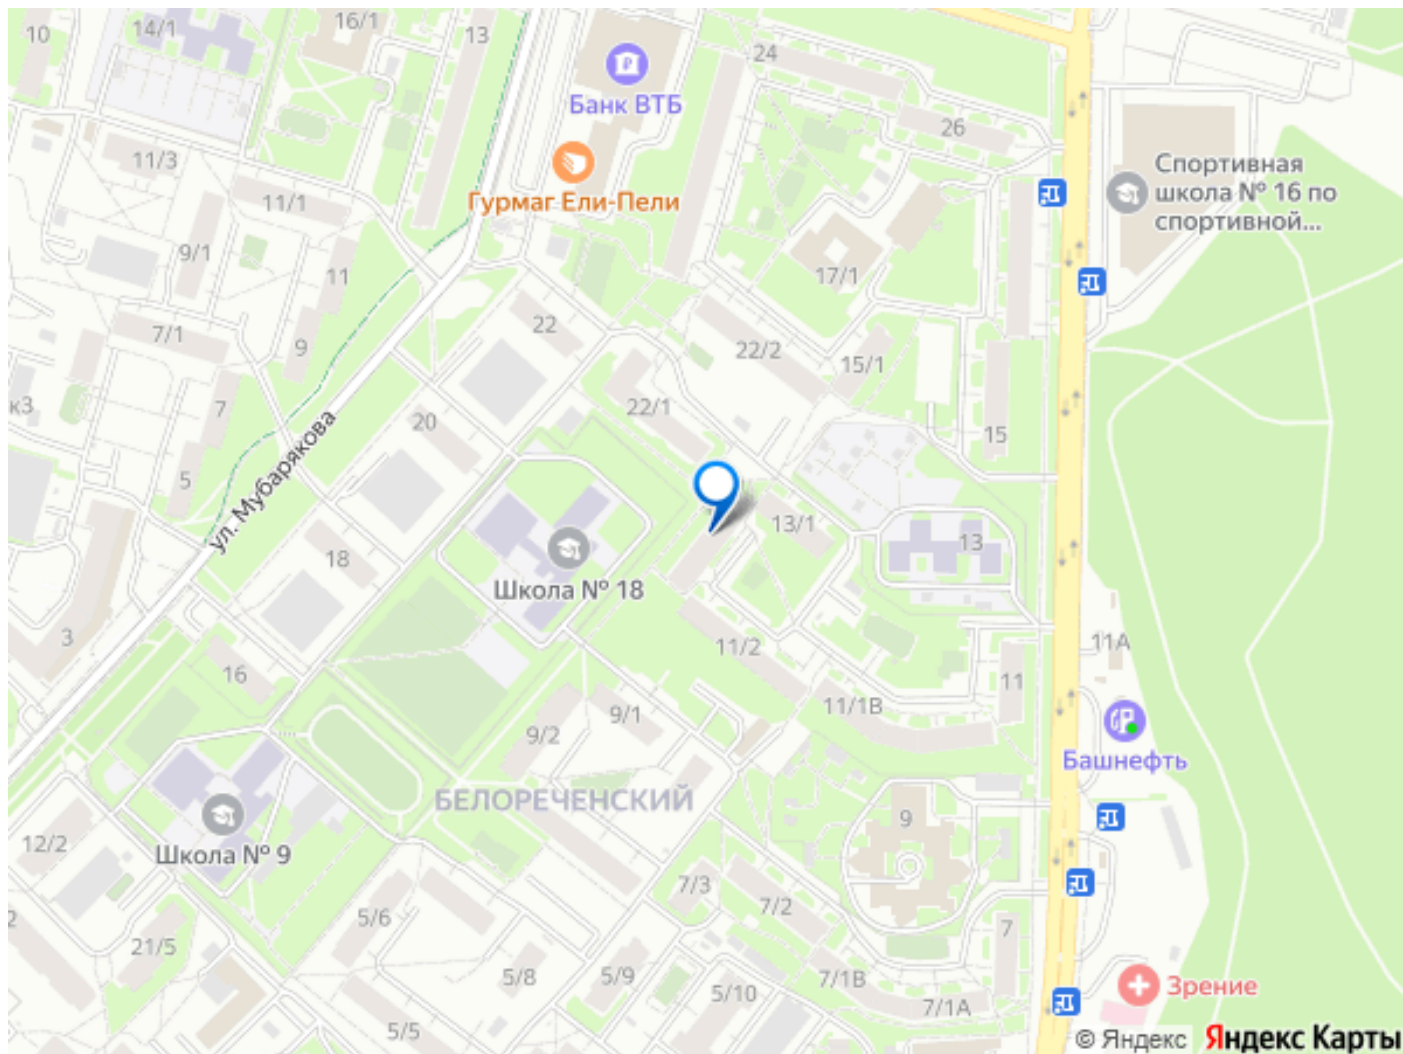 10
14/1
16/1
13
24
Банк ВТБ
26
11/3
Спортивная
школа № 16 по
спортивной...
11/1
Гурмаг Ели-Пели
9/1
11
17/1
7/1
9
22
22/2
15/1
к3
7
20
22/1
15
5
ул. Мубарякова
18
13/1
13
Школа № 18
3
16
11/2
11А
11
11/1В
9/1
9/2
Башнефть
БЕЛОРЕЧЕНСКИЙ
9
12/2
Школа № 9
7/3
7/2
5/6
2
21/5
7
5/8
5/9
5/10
7/1В
7/1А
Зрение
5/5
© Яндекс Яндекс Карты